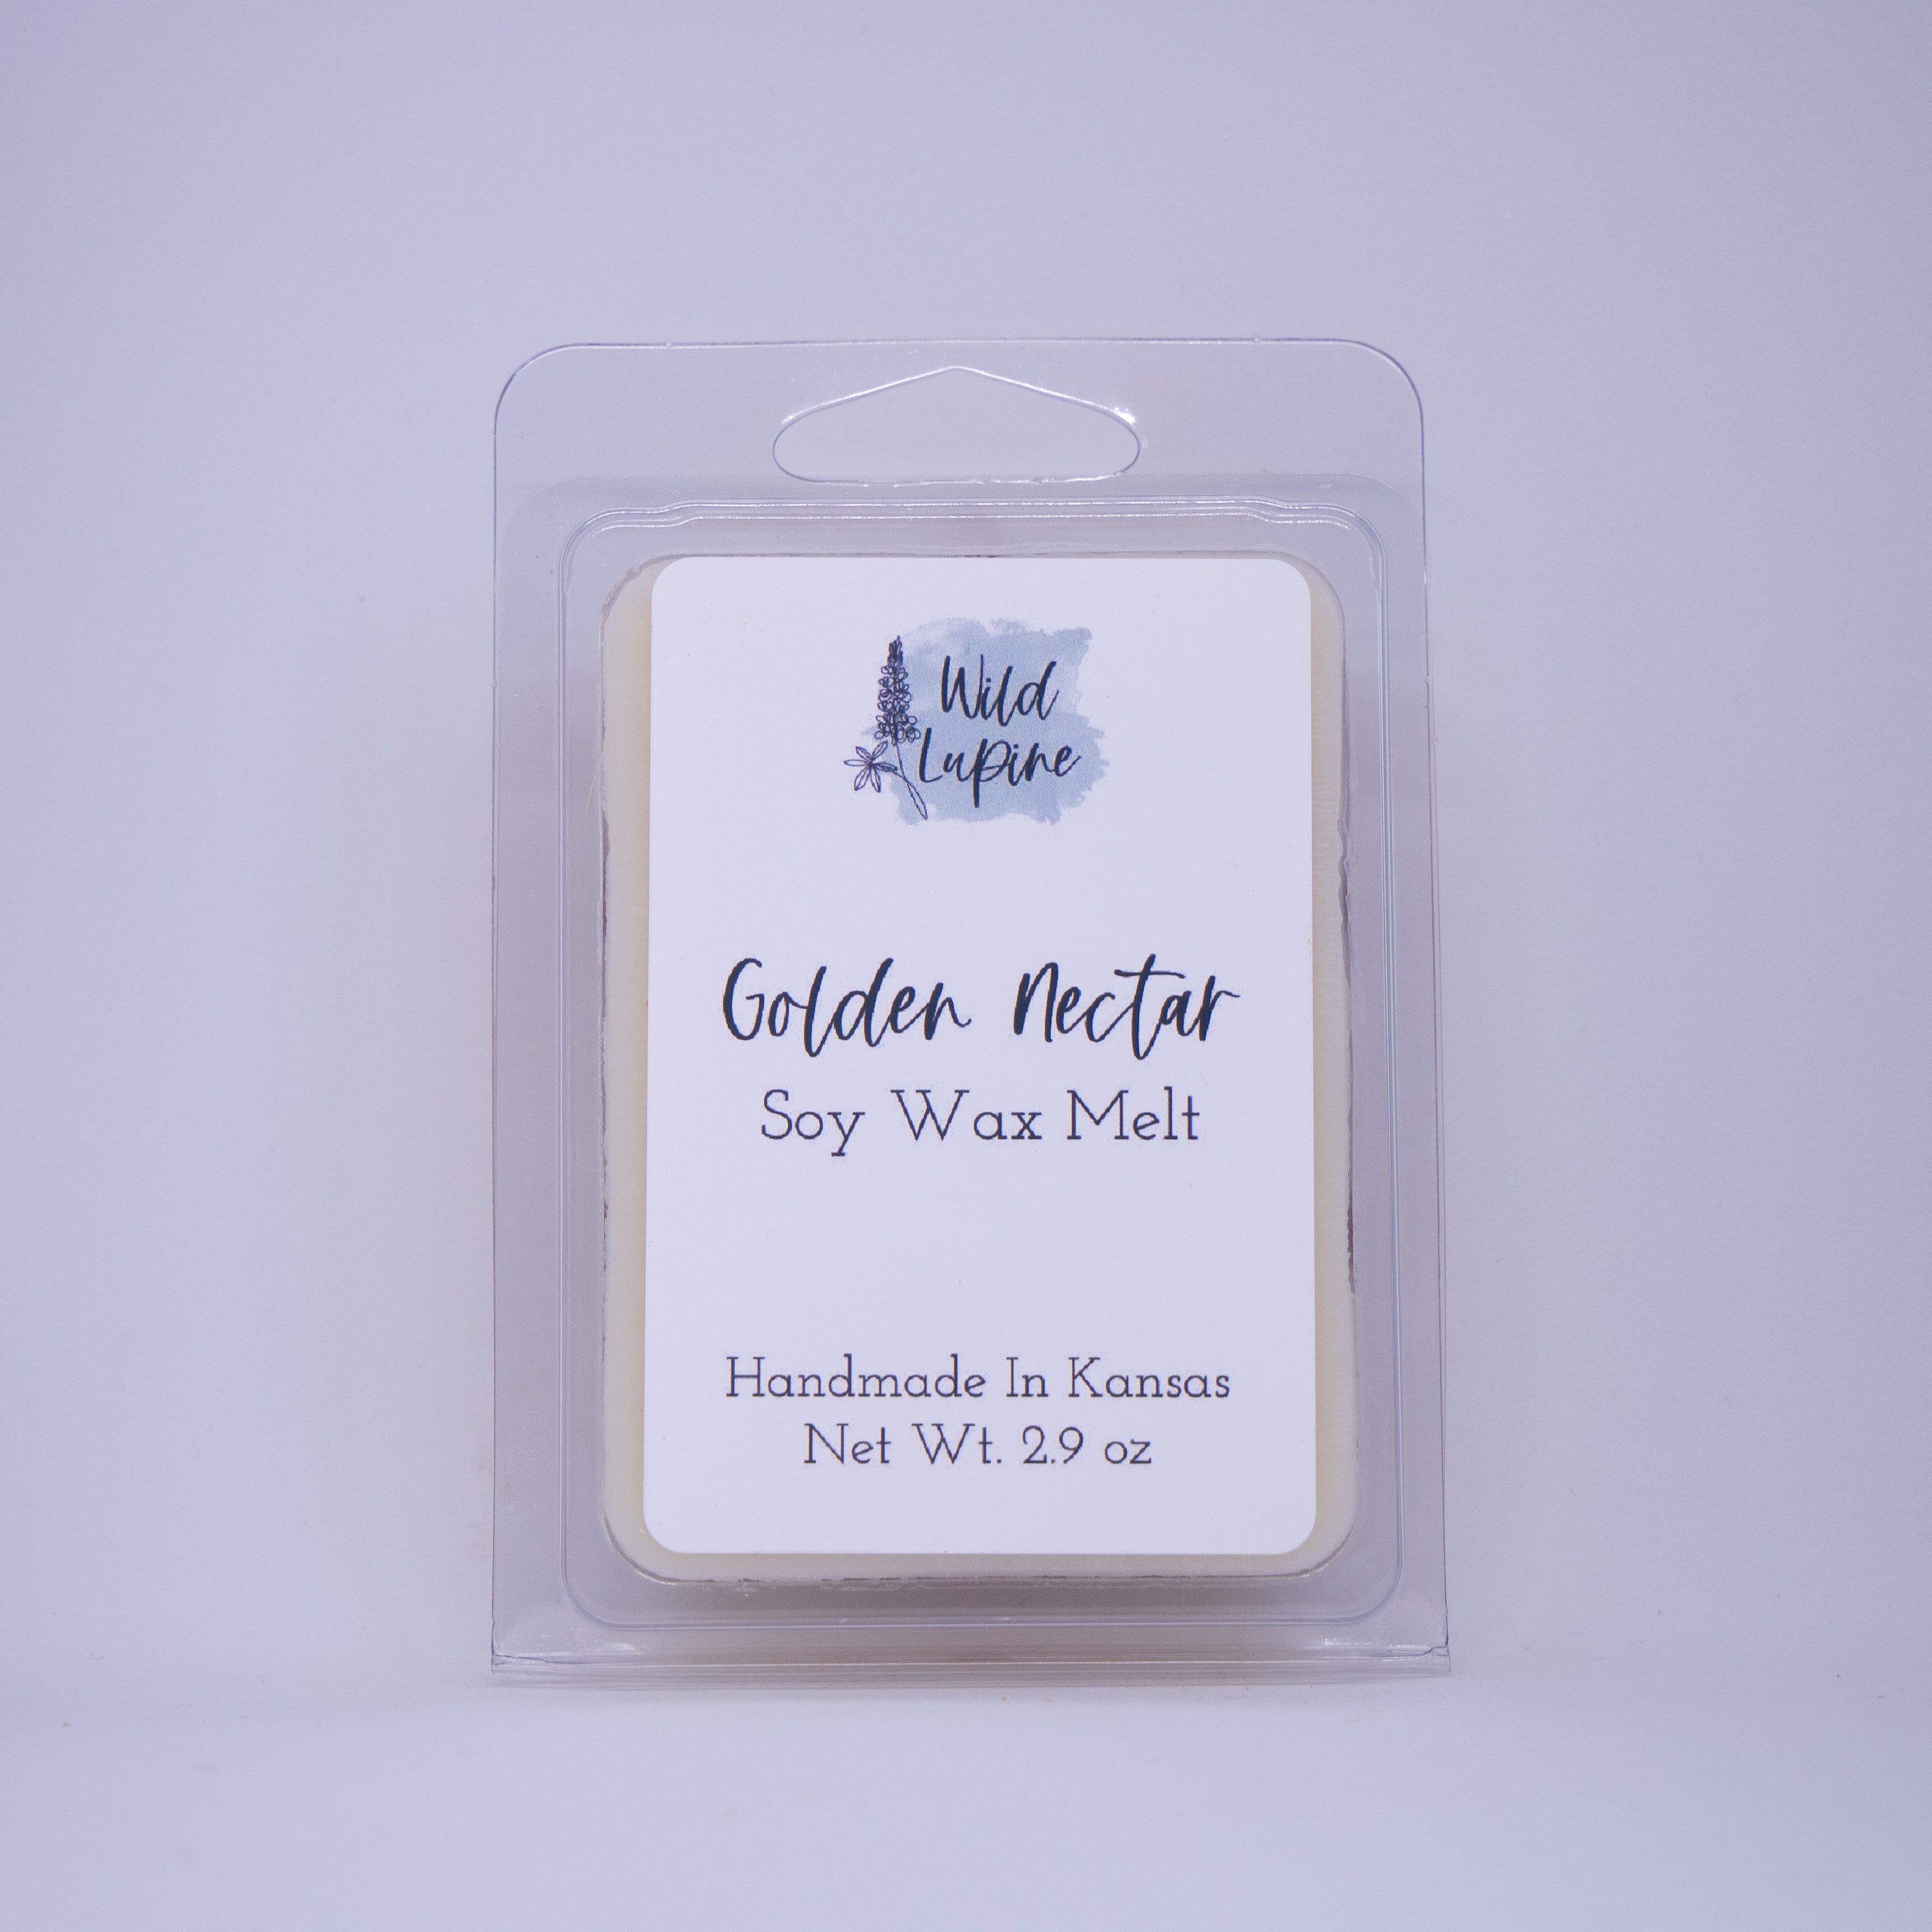 Wild
Lupine
Golden Nectar
Soy Wax Melt
Handmade In Kansas
Net Wt. 2.9 oz